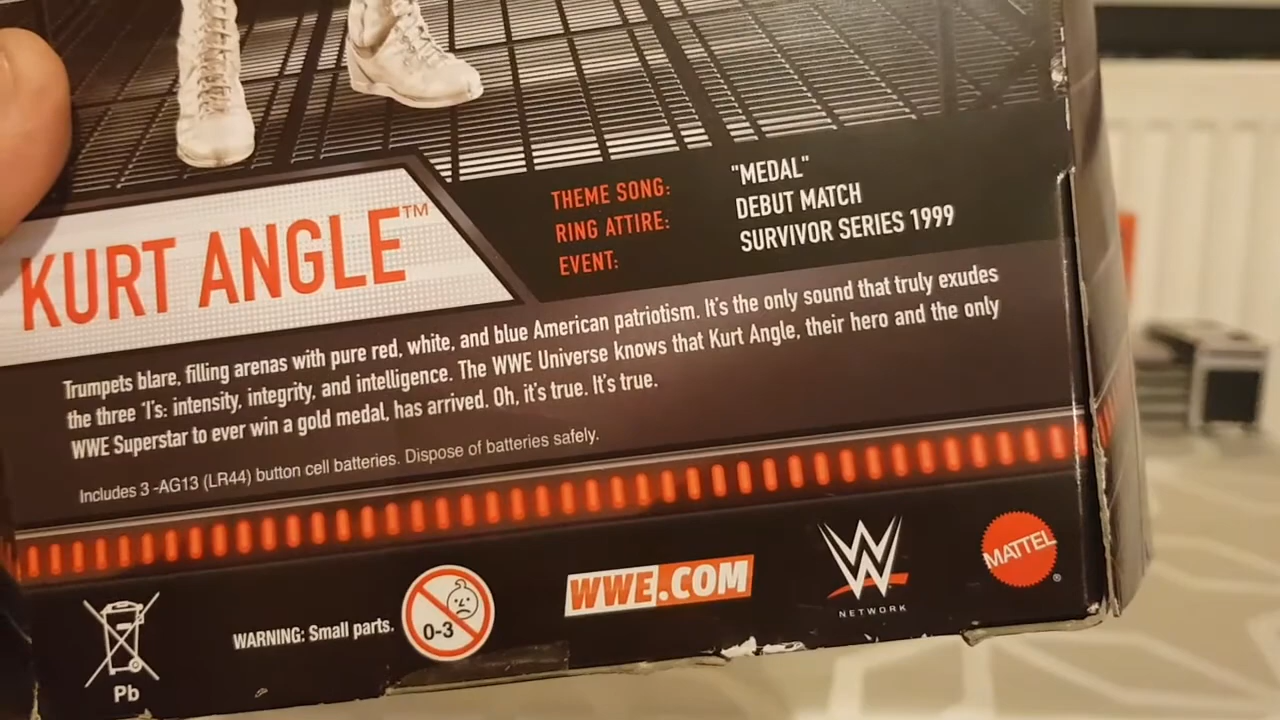 KURT ANGLE™
THEME SONG: "MEDAL"
RING ATTIRE: DEBUT MATCH
EVENT: SURVIVOR SERIES 1999
Trumpets blare, filling arenas with pure red, white, and blue American patriotism. It's the only sound that truly exudes
the three 'I's: intensity, integrity, and intelligence. The WWE Universe knows that Kurt Angle, their hero and the only
WWE Superstar to ever win a gold medal, has arrived. Oh, it's true. It's true.
Includes 3 -AG13 (LR44) button cell batteries. Dispose of batteries safely.
Pb
WARNING: Small parts.
0-3
WWE.COM
W
NETWORK
MATTEL®